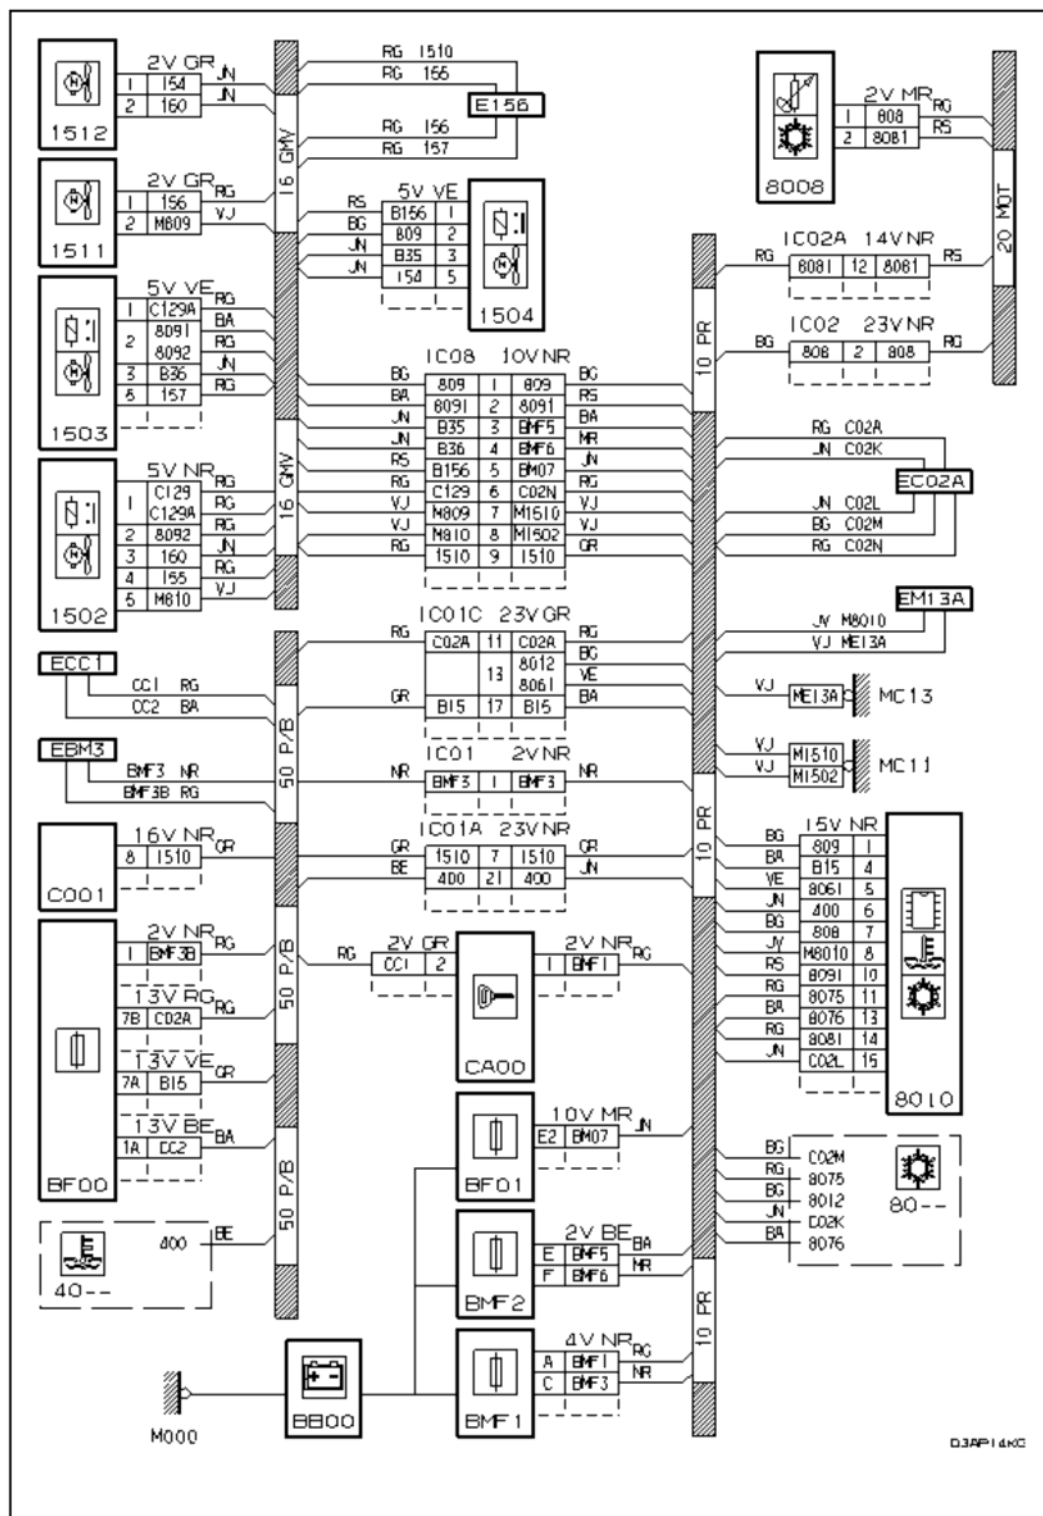 2V GR
1 154 JN
2 160 JN
1512
2V GR
1 156 RG
2 M809 VJ
1511
5V VE
1 C129A RG
2 8091 BA
8092 RG
3 B36 JN
157 RG
1503
5V NR
1 C129 RG
C129A RG
2 8092 RG
3 160 JN
4 155 RG
5 M810 VJ
1502
16 GMV
16 GMV
RG 1510
RG 155
E156
RG 156
RG 157
5V VE
RS B156 1
BG 809 2
JN B35 3
JN 154 5
1504
2V MR
1 808 RG
2 8081 RS
8008
20 MOT
IC02A 14V NR
RG 8081 12 8081 RS
IC02 23V NR
BG 808 2 808 RG
10 PR
IC08 10V NR
BG 809 1 809 BG
BA 8091 2 8091 RS
JN B35 3 BMF5 BA
JN B36 4 BMF6 MR
RS B156 5 BM07 JN
RG C129 6 C02N RG
VJ M809 7 M1510 VJ
VJ M810 8 M1502 VJ
RG 1510 9 1510 GR
RG C02A
JN C02K
EC02A
JN C02L
BG C02M
RG C02N
EM13A
JV M8010
VJ ME13A
VJ ME13A MC13
VJ M1510
VJ M1502
MC11
IC01C 23V GR
RG C02A 11 C02A RG
13 8012 BG
8061 VE
GR B15 17 B15 BA
ECC1
CC1 RG
CC2 BA
50 P/B
EBM3
BMF3 NR
BMF3B RG
IC01 2V NR
NR BMF3 1 BMF3 NR
10 PR
16V NR
8 1510 GR
C001
IC01A 23V NR
GR 1510 7 1510 GR
BE 400 21 400 JN
15V NR
BG 809 1
BA B15 4
VE 8061 5
JN 400 6
BG 808 7
JV M8010 8
RS 8091 10
RG 8075 11
BA 8076 13
RG 8081 14
JN C02L 15
8010
2V NR
1 BMF3B RG
13V RG
7B C02A RG
13V VE
7A B15 GR
13V BE
1A CC2 BA
BF00
50 P/B
50 P/B
2V GR
RG CC1 2
2V NR
1 BMF1 RG
CA00
10V MR
E2 BM07 JN
BF01
BG C02M
RG 8075
BG 8012
JN C02K
BA 8076
80--
400 BE
40--
2V BE
E BMF5 BA
F BMF6 MR
BMF2
10 PR
4V NR
A BMF1 RG
C BMF3 NR
BMF1
BB00
M000
D3AP14KC